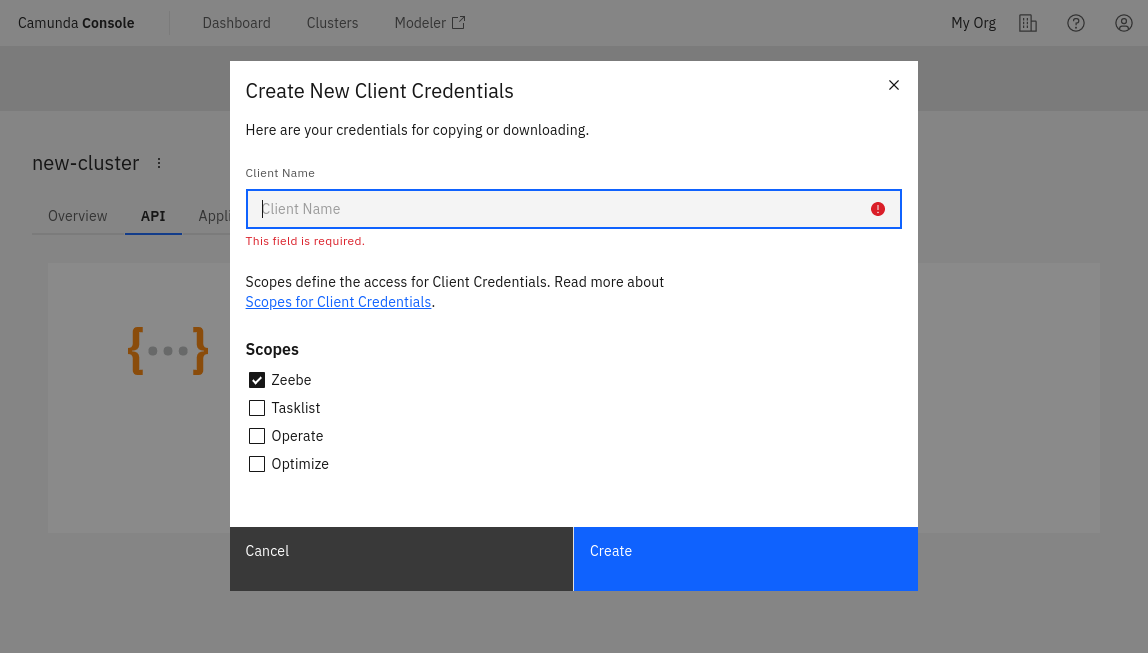 Camunda Console
Dashboard
Clusters
Modeler
My Org
Create New Client Credentials
Here are your credentials for copying or downloading.
new-cluster
Overview
API
Client Name
Client Name
This field is required.
Scopes define the access for Client Credentials. Read more about
Scopes for Client Credentials.
{...}
Scopes
Zeebe
Tasklist
Operate
Optimize
Cancel
Create